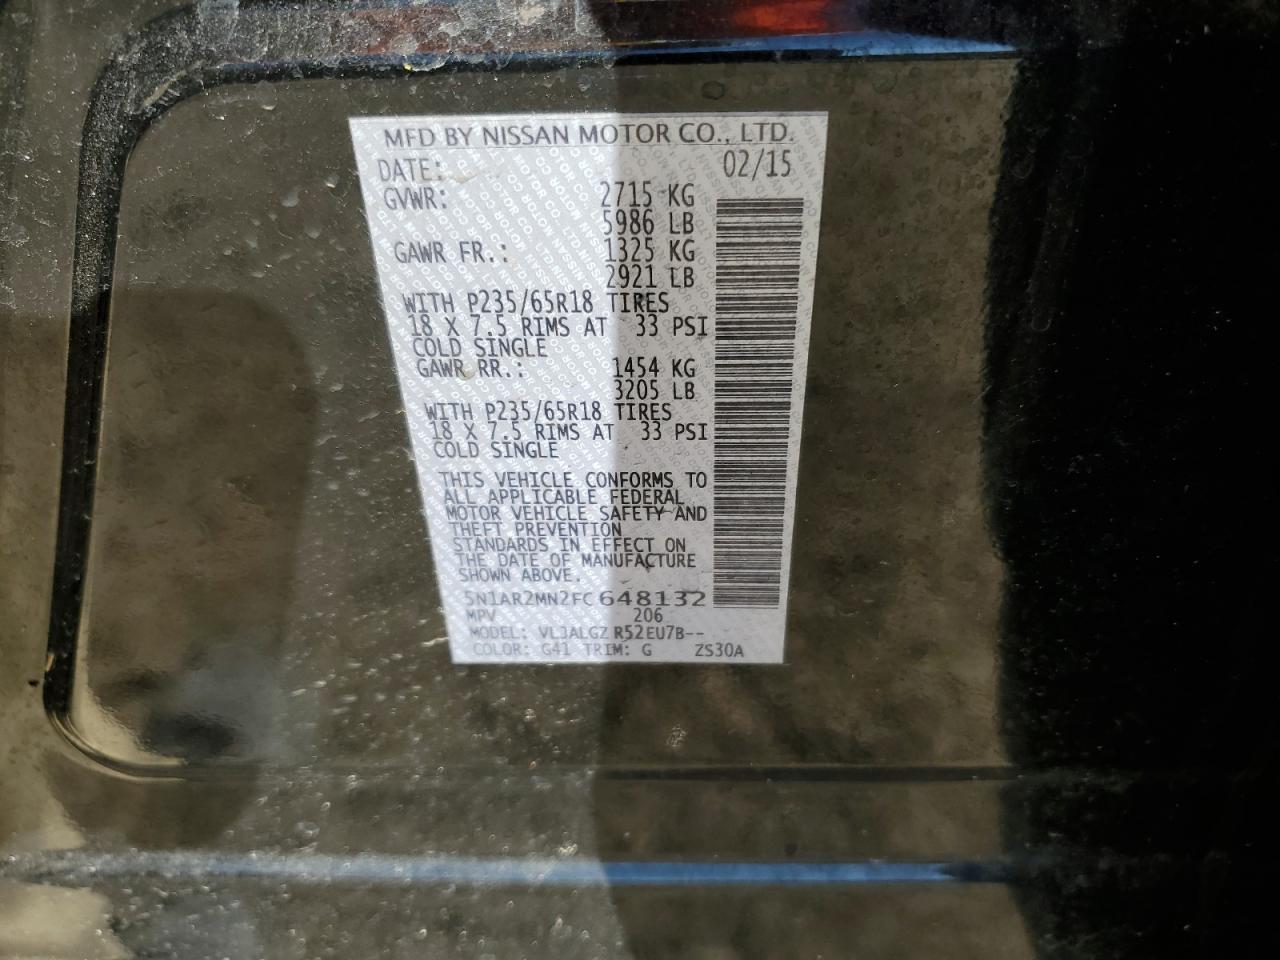 MFD BY NISSAN MOTOR CO., LTD.
DATE: 02/15
GVWR: 2715 KG
5986 LB
GAWR FR.: 1325 KG
2921 LB
WITH P235/65R18 TIRES
18 X 7.5 RIMS AT 33 PSI
COLD SINGLE
GAWR RR.: 1454 KG
3205 LB
WITH P235/65R18 TIRES
18 X 7.5 RIMS AT 33 PSI
COLD SINGLE
THIS VEHICLE CONFORMS TO
ALL APPLICABLE FEDERAL
MOTOR VEHICLE SAFETY AND
THEFT PREVENTION
STANDARDS IN EFFECT ON
THE DATE OF MANUFACTURE
SHOWN ABOVE.
5N1AR2MN2FC 648132
MPV 206
MODEL: VLJALGZ R52EU7B--
COLOR: G41 TRIM: G ZS30A